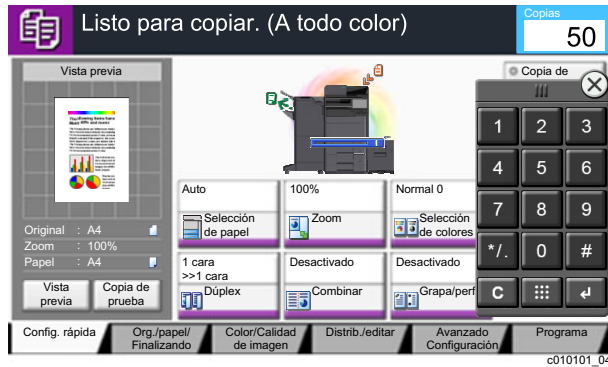 Listo para copiar. (A todo color)
Copias
50
Vista previa
Copia de
Original : A4
Zoom : 100%
Papel : A4
Vista
previa
Copia de
prueba
Auto
Selección
de papel
100%
Zoom
Normal 0
Selección
de colores
1 cara
>>1 cara
Dúplex
Desactivado
Combinar
Desactivado
Grapa/perf
1 2 3
4 5 6
7 8 9
*/. 0 #
C
Config. rápida
Org./papel/
Finalizando
Color/Calidad
de imagen
Distrib./editar
Avanzado
Configuración
Programa
c010101_04